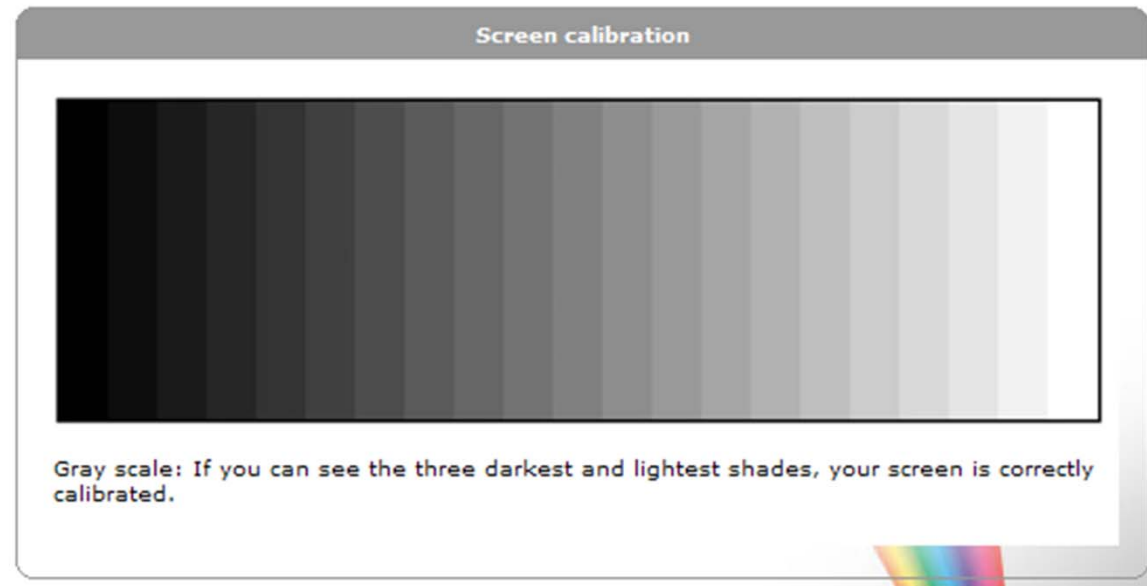 Screen calibration
Gray scale: If you can see the three darkest and lightest shades, your screen is correctly
calibrated.